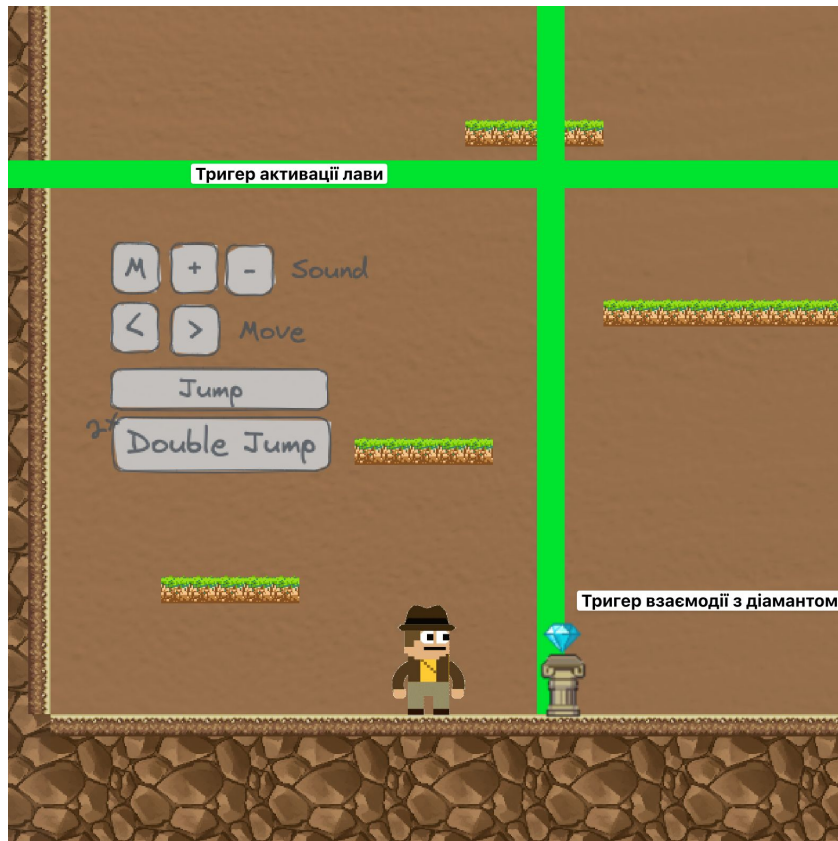 Тригер активації лави
M + - Sound
< > Move
Jump
2x Double Jump
Тригер взаємодії з діамантом